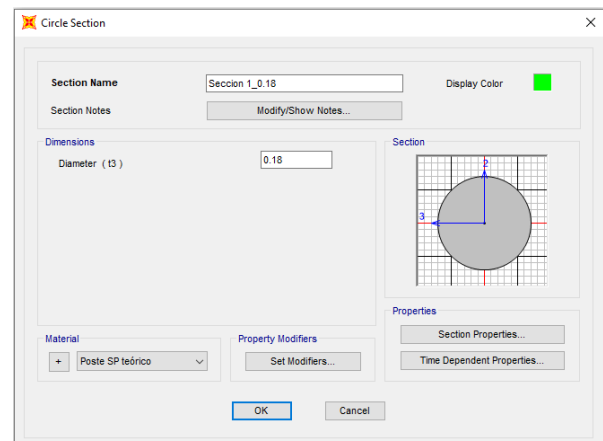 Circle Section
Section Name
Seccion 1_0.18
Display Color
Section Notes
Modify/Show Notes...
Dimensions
Diameter ( t3 )
0.18
Section
2
3
Properties
Section Properties...
Time Dependent Properties...
Material
+
Poste SP teórico
Property Modifiers
Set Modifiers...
OK
Cancel